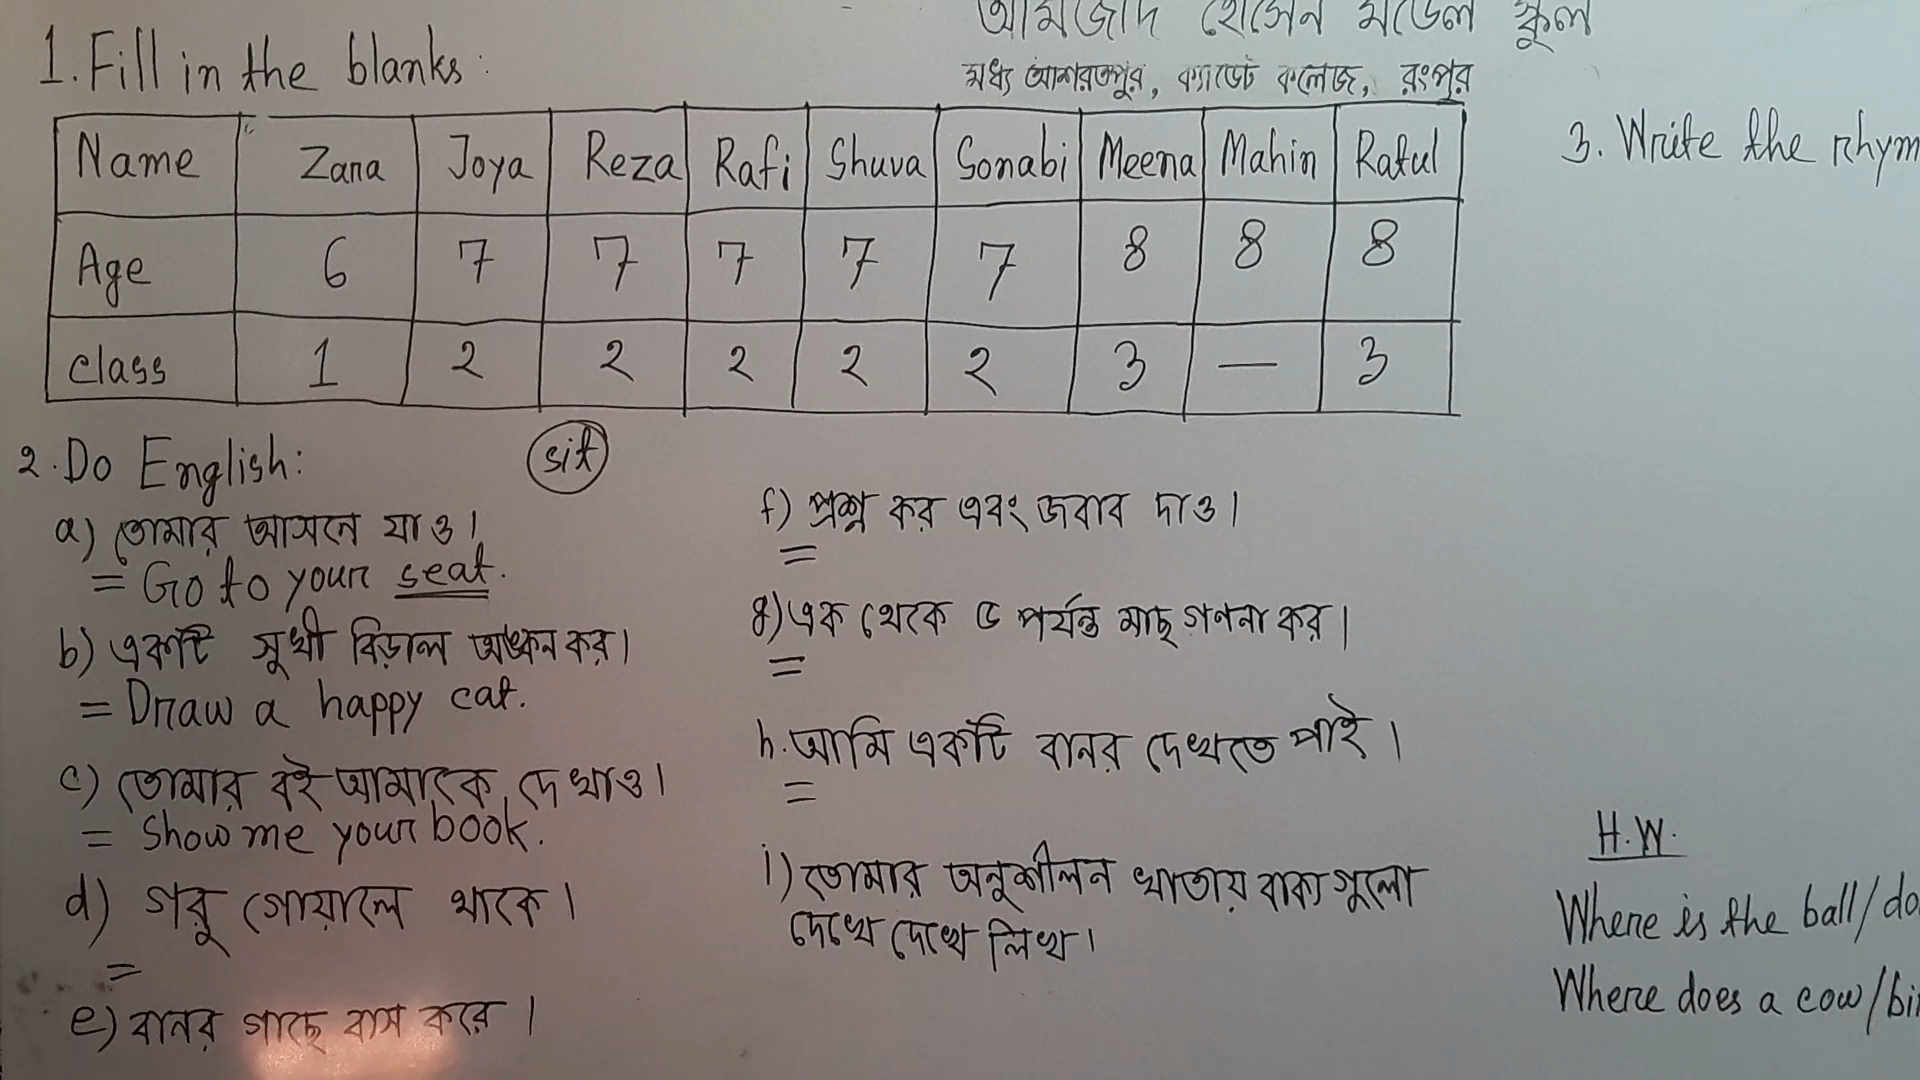 আমজাদ হোসেন মডেল স্কুল
মধ্য আশরতপুর, ক্যাডেট কলেজ, রংপুর
1. Fill in the blanks:
Name Zana Joya Reza Rafi Shuva Sonabi Meena Mahin Ratul
Age 6 7 7 7 7 7 8 8 8
class 1 2 2 2 2 2 3 — 3
2. Do English:
sit
a) তোমার আসনে যাও।
= Go to your seat.
b) একটি সুখী বিড়াল অঙ্কন কর।
= Draw a happy cat.
c) তোমার বই আমাকে দেখাও।
= Show me your book.
d) গরু গোয়ালে থাকে।
=
e) বানর গাছে বাস করে।
f) প্রশ্ন কর এবং জবাব দাও।
=
g) এক থেকে ৫ পর্যন্ত মাছ গণনা কর।
=
h. আমি একটি বানর দেখতে পাই।
=
i) তোমার অনুশীলন খাতায় বাক্য গুলো
দেখে দেখে লিখ।
3. Write the rhym
H.W.
Where is the ball/
Where does a cow/